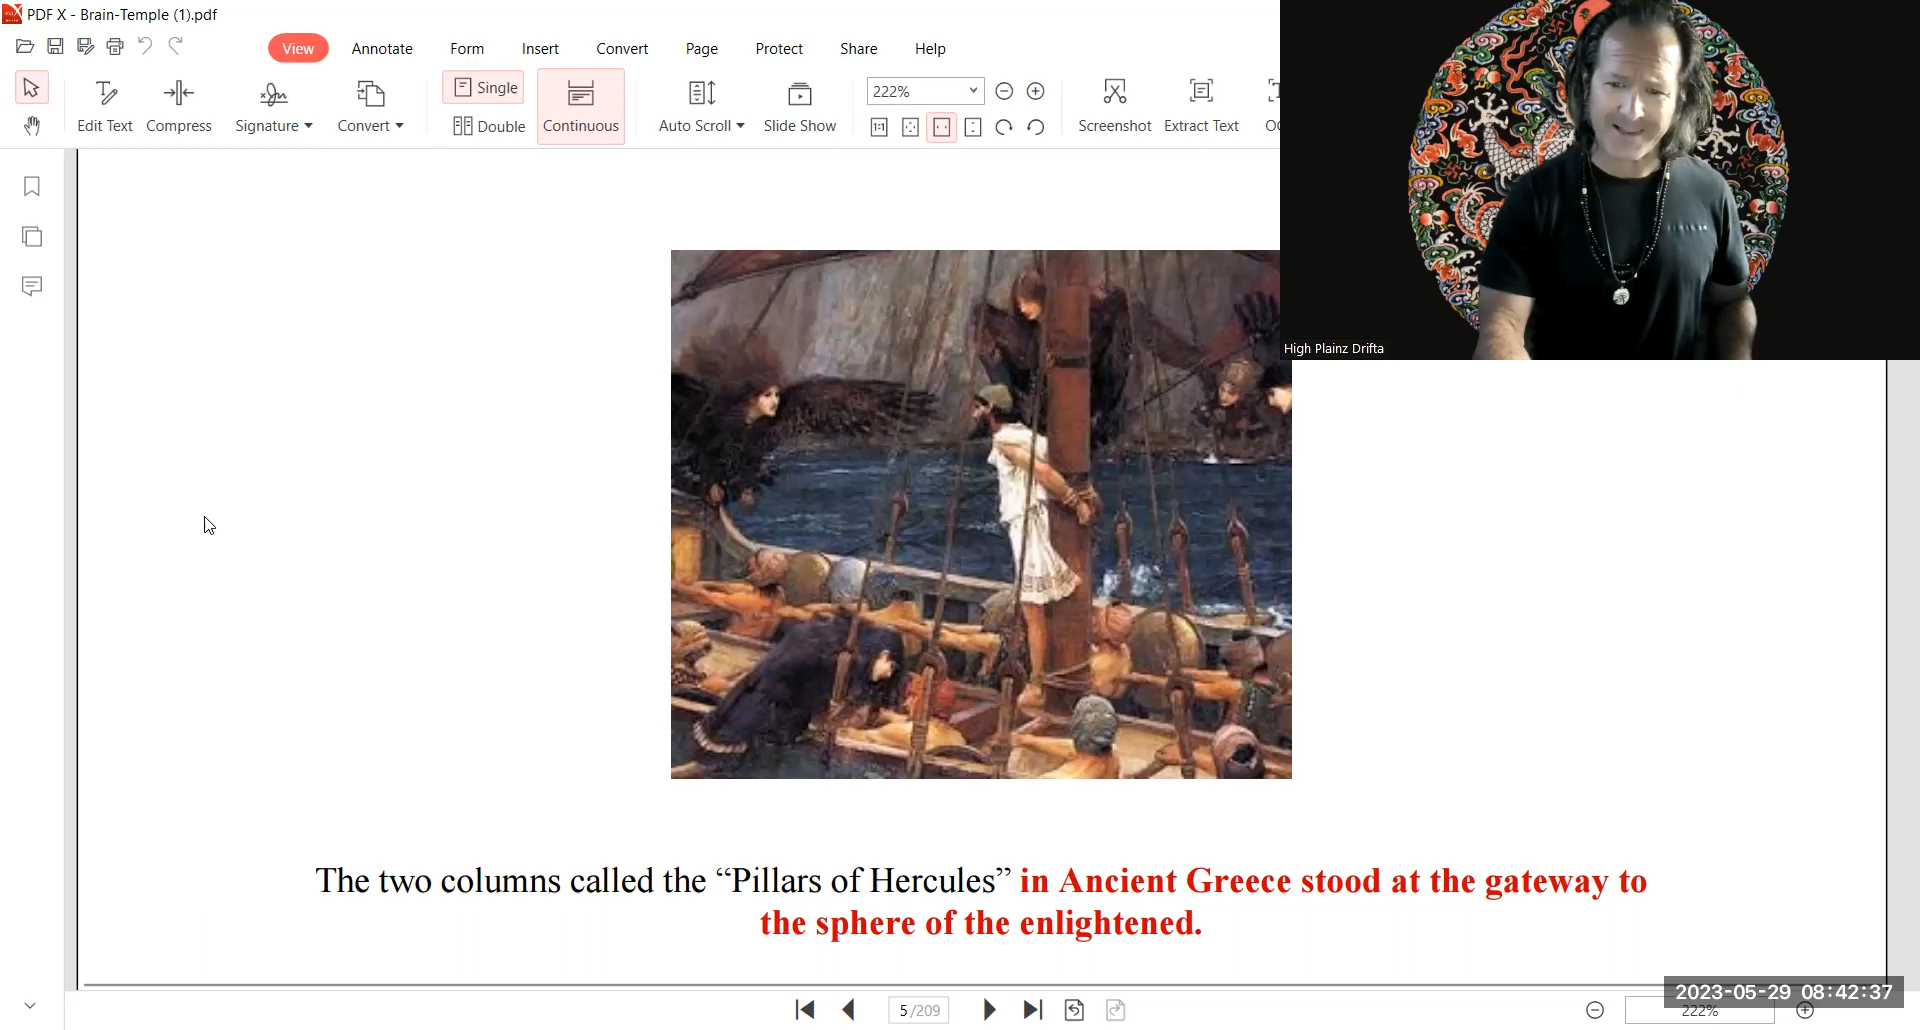 PDF X - Brain-Temple (1).pdf
View Annotate Form Insert Convert Page Protect Share Help
Single
222%
Edit Text Compress Signature Convert Double Continuous Auto Scroll Slide Show Screenshot Extract Text
High Plainz Drifta
The two columns called the “Pillars of Hercules” in Ancient Greece stood at the gateway to
the sphere of the enlightened.
5/209
2023-05-29 08:42:37
222%